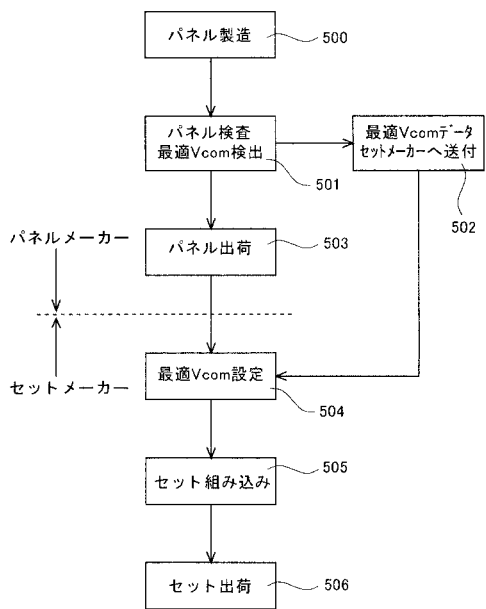 パネル製造
500
パネル検査
最適Vcom検出
501
最適Vcomデータ
セットメーカーへ送付
502
パネル出荷
503
パネルメーカー
セットメーカー
最適Vcom設定
504
セット組み込み
505
セット出荷
506